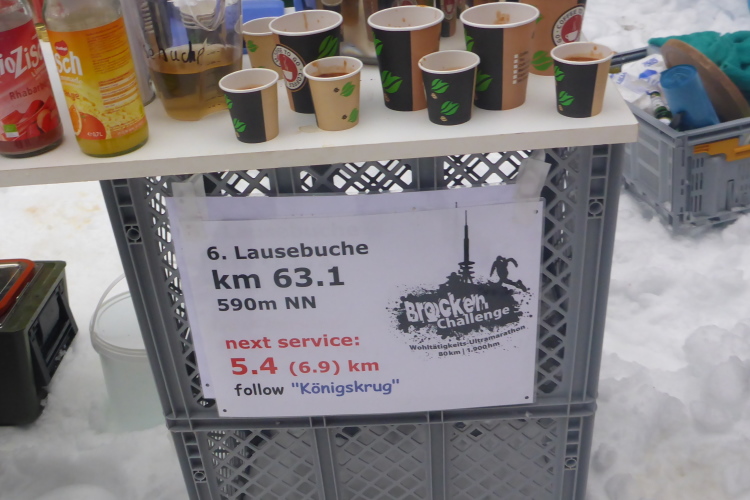 6. Lausebuche
km 63.1
590m NN
next service:
5.4 (6.9) km
follow "Königskrug"
Brocken
Challenge
Wohltätigkeits-Ultramarathon
80km | 1.900hm